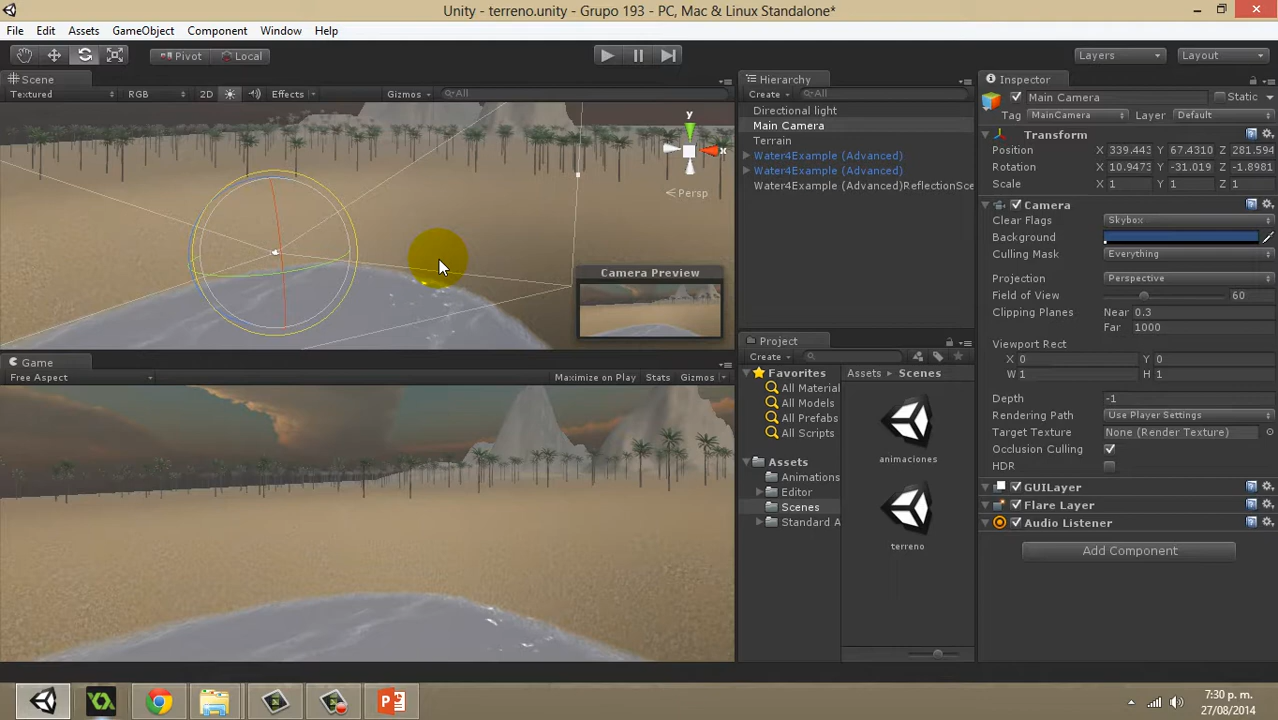 Unity - terreno.unity - Grupo 193 - PC, Mac & Linux Standalone*
File Edit Assets GameObject Component Window Help
Pivot Local Layers Layout
Scene
Textured RGB 2D Effects Gizmos All
y
x
Persp
Camera Preview
Game
Free Aspect Maximize on Play Stats Gizmos
Hierarchy
Create All
Directional light
Main Camera
Terrain
Water4Example (Advanced)
Water4Example (Advanced)
Water4Example (Advanced)ReflectionSce
Project
Create
Favorites
All Material
All Models
All Prefabs
All Scripts
Assets
Animations
Editor
Scenes
Standard A
Assets Scenes
animaciones
terreno
Inspector
Main Camera Static
Tag MainCamera Layer Default
Transform
Position X 339.443 Y 67.4310 Z 281.594
Rotation X 10.9473 Y -31.019 Z -1.8981
Scale X 1 Y 1 Z 1
Camera
Clear Flags Skybox
Background
Culling Mask Everything
Projection Perspective
Field of View 60
Clipping Planes Near 0.3
Far 1000
Viewport Rect
X 0 Y 0
W 1 H 1
Depth -1
Rendering Path Use Player Settings
Target Texture None (Render Texture)
Occlusion Culling
HDR
GUILayer
Flare Layer
Audio Listener
Add Component
7:30 p. m.
27/08/2014